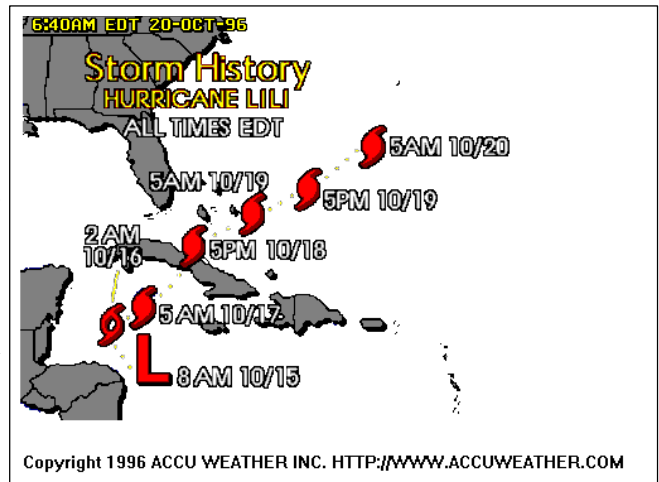 6:40AM EDT 20-OCT-96
Storm History
HURRICANE LILI
ALL TIMES EDT
5AM 10/20
5AM 10/19
5PM 10/19
2 AM
10/16
5PM 10/18
5 AM 10/17
L
8 AM 10/15
Copyright 1996 ACCU WEATHER INC. HTTP://WWW.ACCUWEATHER.COM